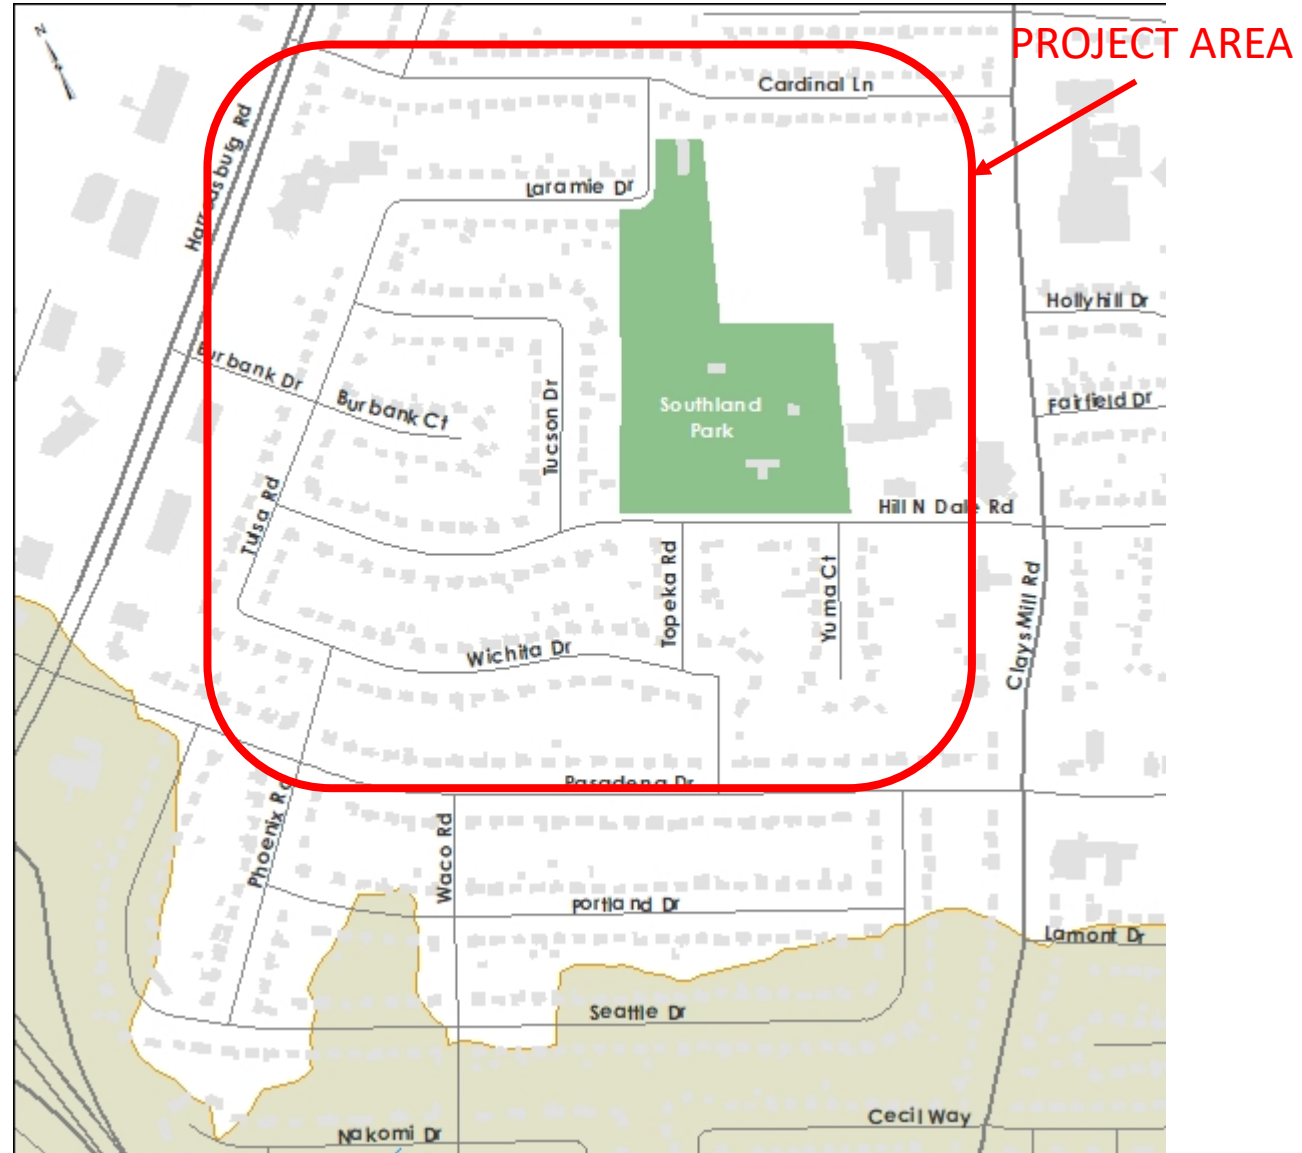 N
PROJECT AREA
Cardinal Ln
Harrodsburg Rd
Laramie Dr
Hollyhill Dr
Burbank Dr
Burbank Ct
Tucson Dr
Southland
Park
Fairfield Dr
Tulsa Rd
Hill N Dale Rd
Topeka Rd
Yuma Ct
Clays Mill Rd
Wichita Dr
Pasadena Dr
Phoenix Rd
Waco Rd
Portland Dr
Lamont Dr
Seattle Dr
Cecil Way
Nakomi Dr